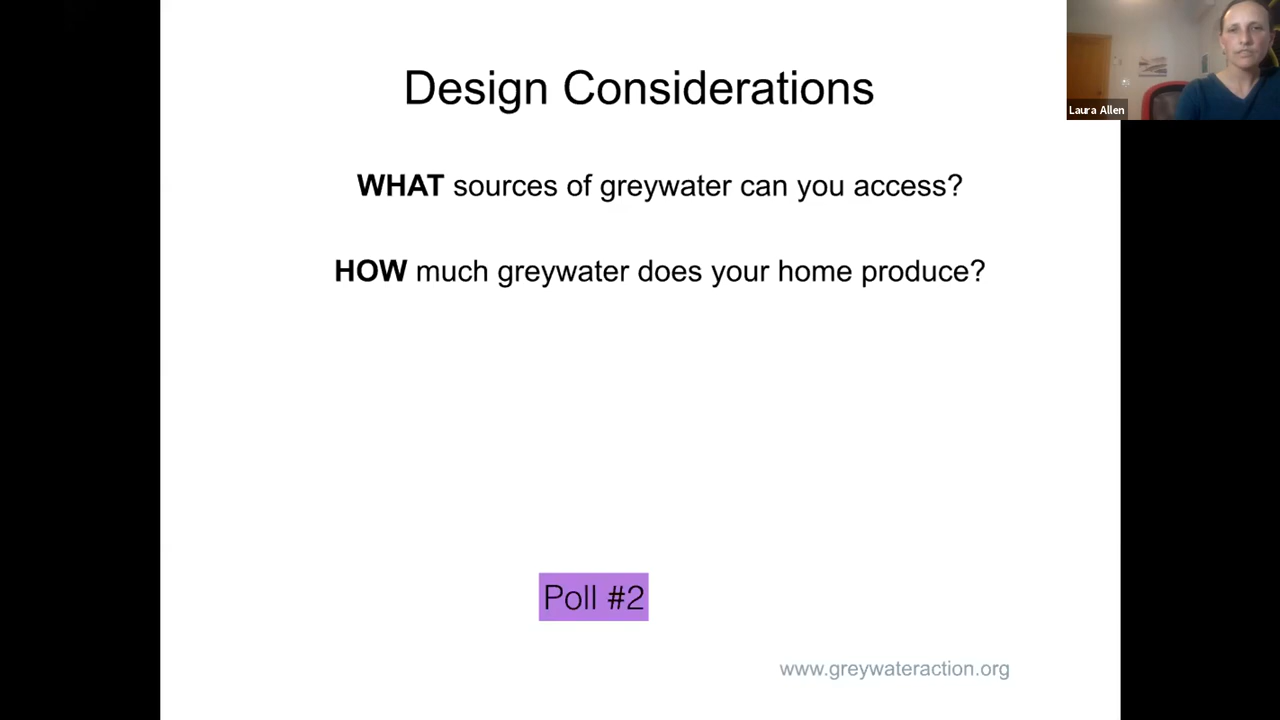 Design Considerations
Laura Allen
WHAT sources of greywater can you access?
HOW much greywater does your home produce?
Poll #2
www.greywateraction.org